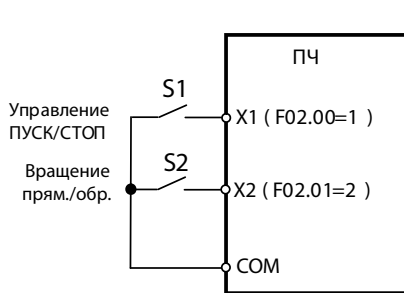 ПЧ
S1
Управление
ПУСК/СТОП
X1 ( F02.00=1 )
S2
Вращение
прям./обр.
X2 ( F02.01=2 )
COM